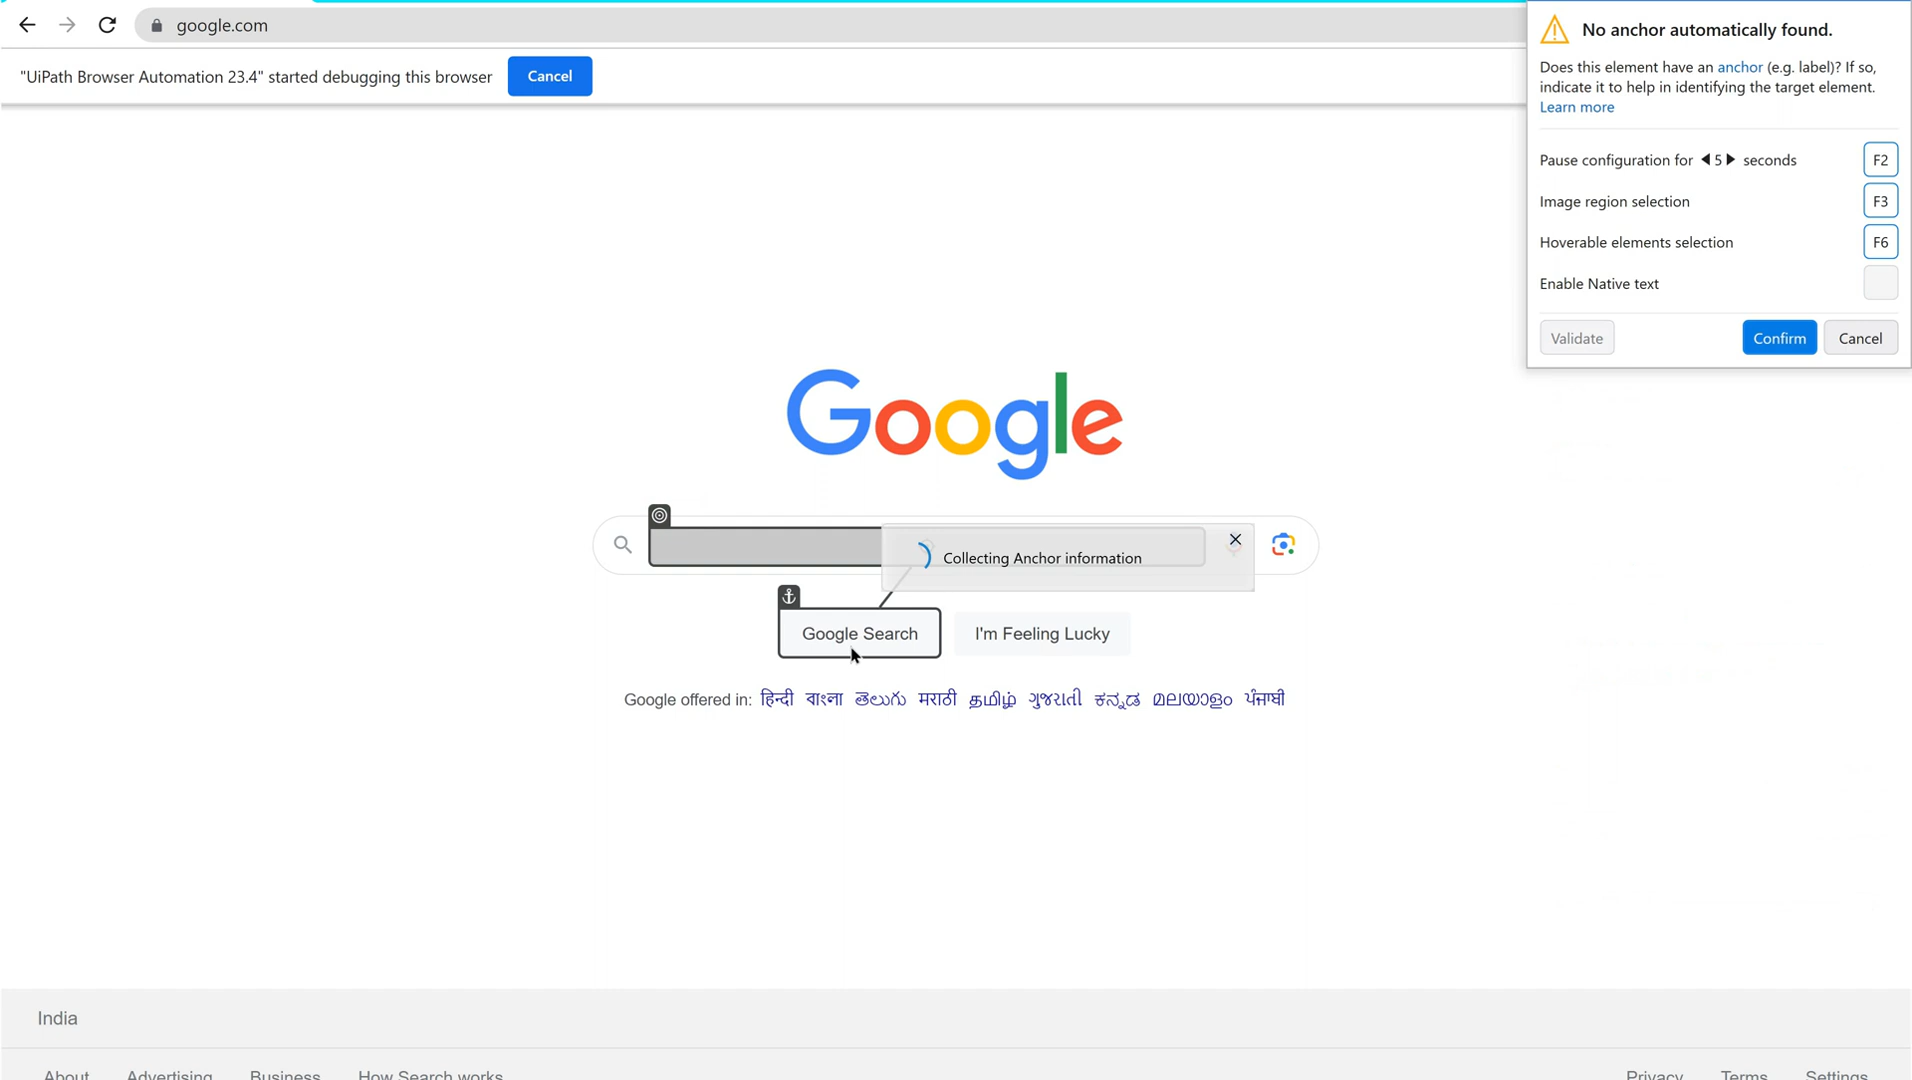 google.com
"UiPath Browser Automation 23.4" started debugging this browser
Cancel
No anchor automatically found.
Does this element have an anchor (e.g. label)? If so,
indicate it to help in identifying the target element.
Learn more
Pause configuration for 5 seconds
F2
Image region selection
F3
Hoverable elements selection
F6
Enable Native text
Validate
Confirm
Cancel
Google
Collecting Anchor information
Google Search
I'm Feeling Lucky
Google offered in: हिन्दी বাংলা తెలుగు मराठी தமிழ் ગુજરાતી ಕನ್ನಡ മലയാളം ਪੰਜਾਬੀ
India
About Advertising Business How Search works
Privacy Terms Settings